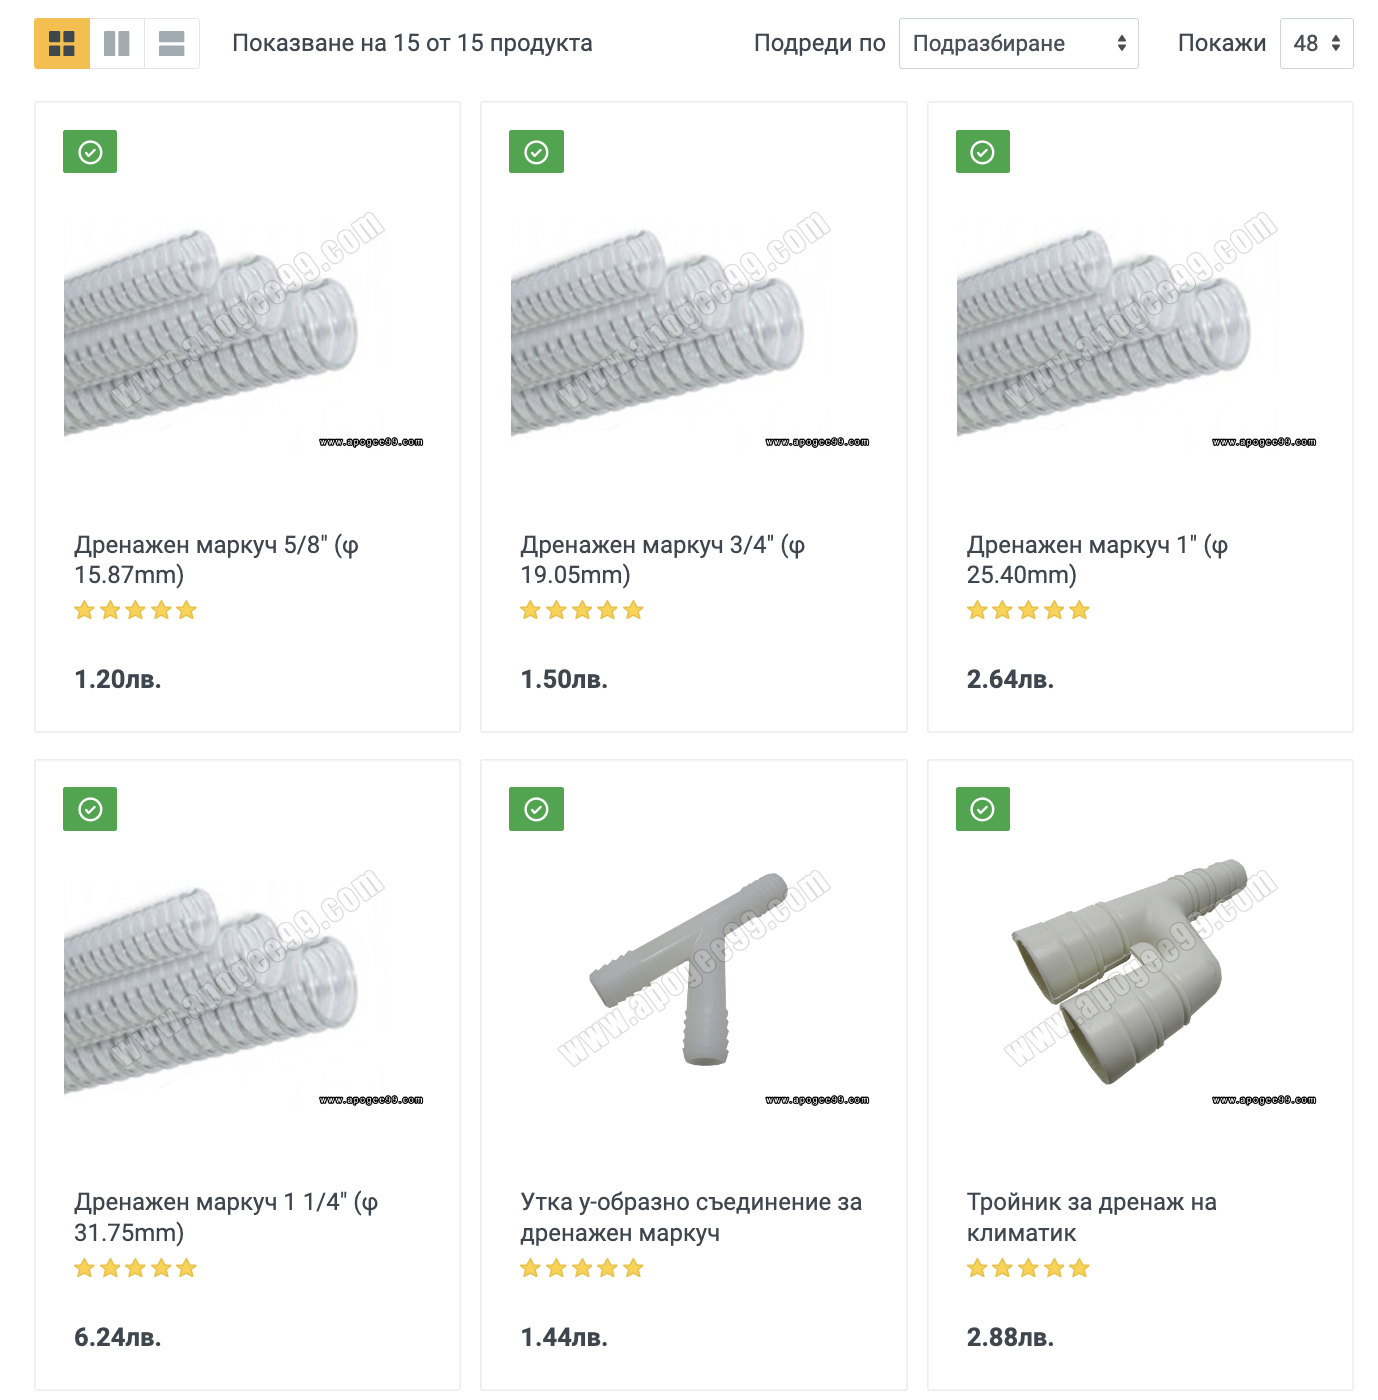 Показване на 15 от 15 продукта
Подреди по
Подразбиране
Покажи
48
www.apogee99.com
www.apogee99.com
www.apogee99.com
www.apogee99.com
www.apogee99.com
www.apogee99.com
Дренажен маркуч 5/8" (φ
15.87mm)
1.20лв.
Дренажен маркуч 3/4" (φ
19.05mm)
1.50лв.
Дренажен маркуч 1" (φ
25.40mm)
2.64лв.
www.apogee99.com
www.apogee99.com
www.apogee99.com
www.apogee99.com
www.apogee99.com
www.apogee99.com
Дренажен маркуч 1 1/4" (φ
31.75mm)
6.24лв.
Утка y-образно съединение за
дренажен маркуч
1.44лв.
Тройник за дренаж на
климатик
2.88лв.